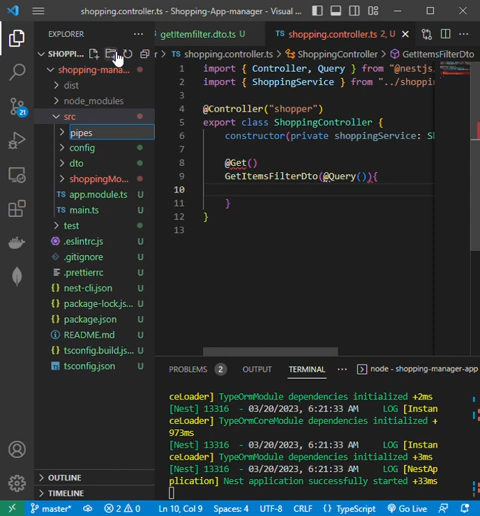 shopping.controller.ts - Shopping-App-manager - Visual ...
EXPLORER
getItemfilter.dto.ts U
TS shopping.controller.ts 2, U
SHOPPI...
r > TS shopping.controller.ts > ShoppingController > GetItemsFilterDto
shopping-mana...
dist
node_modules
src
pipes
config
dto
shoppingMo...
TS app.module.ts U
TS main.ts U
test
.eslintrc.js U
.gitignore U
.prettierrc U
{} nest-cli.json U
{} package-lock.js... U
{} package.json U
README.md U
{} tsconfig.build.js... U
tsconfig.json U
OUTLINE
TIMELINE
21
1 import { Controller, Query } from "@nestjs
2 import { ShoppingService } from "../shoppi
3
4 @Controller("shopper")
5 export class ShoppingController {
6 constructor(private shoppingService: S
7
8 @Get()
9 GetItemsFilterDto(@Query()){
10
11 }
12 }
13
PROBLEMS 2 OUTPUT TERMINAL ... node - shopping-manager-app
ceLoader] TypeOrmModule dependencies initialized +2ms
[Nest] 13316 - 03/20/2023, 6:21:33 AM LOG [Instan
ceLoader] TypeOrmCoreModule dependencies initialized +
973ms
[Nest] 13316 - 03/20/2023, 6:21:33 AM LOG [Instan
ceLoader] TypeOrmModule dependencies initialized +3ms
[Nest] 13316 - 03/20/2023, 6:21:33 AM LOG [NestAp
plication] Nest application successfully started +33ms
master* 2 0 Ln 10, Col 9 Spaces: 4 UTF-8 CRLF {} TypeScript Go Live